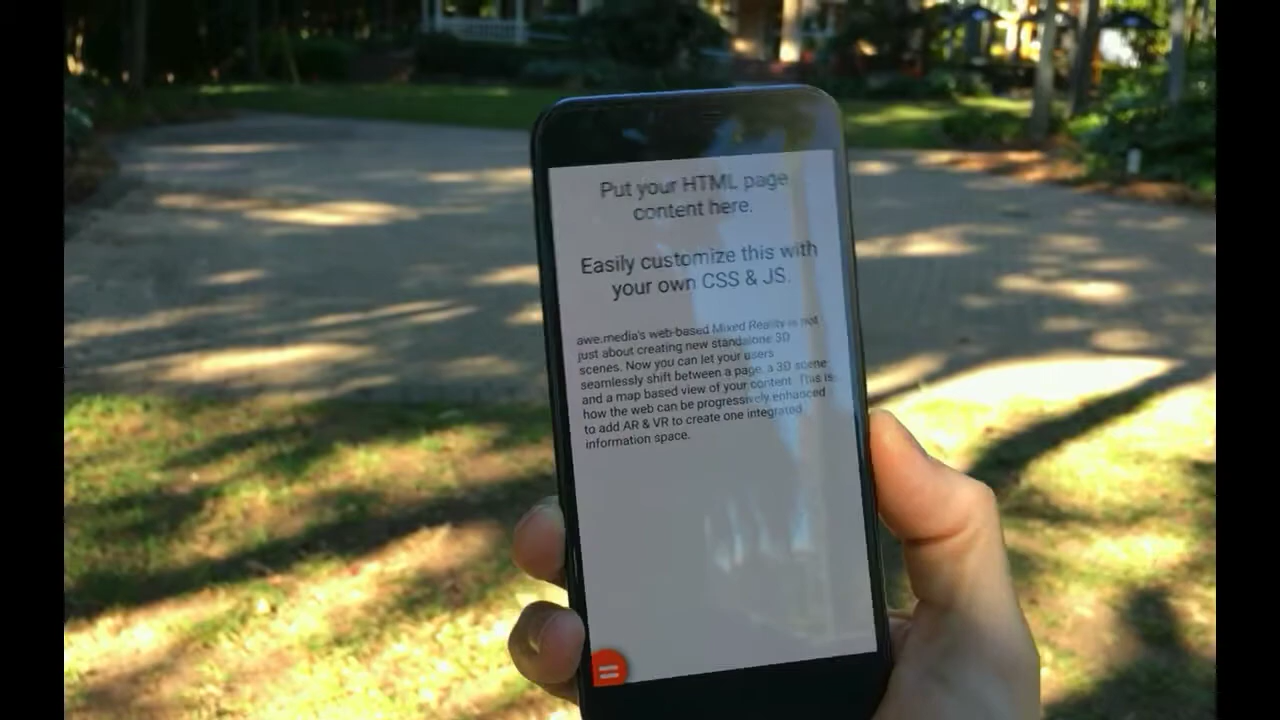 Put your HTML page
content here.
Easily customize this with
your own CSS & JS.
awe.media's web-based Mixed Reality is not
just about creating new standalone 3D
scenes. Now you can let your users
seamlessly shift between a page, a 3D scene
and a map based view of your content. This is
how the web can be progressively enhanced
to add AR & VR to create one integrated
information space.